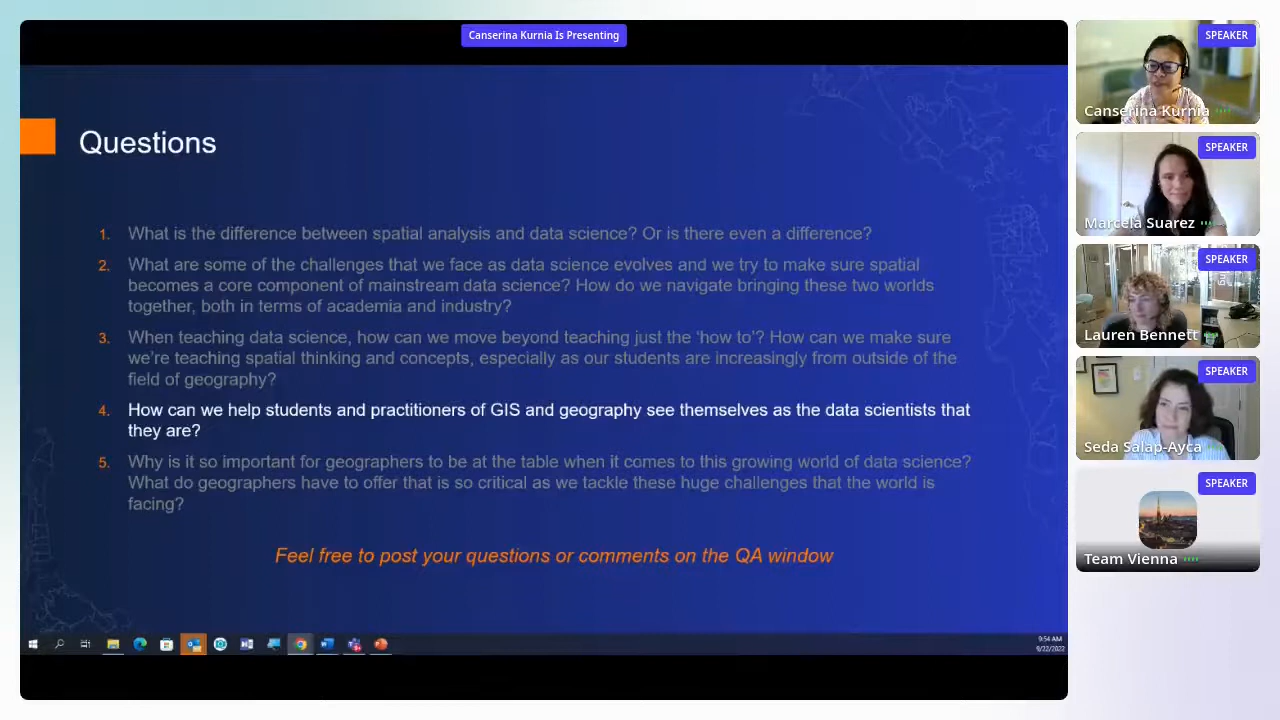 Canserina Kurnia Is Presenting
Questions
1. What is the difference between spatial analysis and data science? Or is there even a difference?
2. What are some of the challenges that we face as data science evolves and we try to make sure spatial
becomes a core component of mainstream data science? How do we navigate bringing these two worlds
together, both in terms of academia and industry?
3. When teaching data science, how can we move beyond teaching just the ‘how to’? How can we make sure
we’re teaching spatial thinking and concepts, especially as our students are increasingly from outside of the
field of geography?
4. How can we help students and practitioners of GIS and geography see themselves as the data scientists that
they are?
5. Why is it so important for geographers to be at the table when it comes to this growing world of data science?
What do geographers have to offer that is so critical as we tackle these huge challenges that the world is
facing?
Feel free to post your questions or comments on the QA window
9:54 AM
9/22/2022
SPEAKER
Canserina Kurnia
SPEAKER
Marcela Suarez
SPEAKER
Lauren Bennett
SPEAKER
Seda Salap-Ayca
SPEAKER
Team Vienna